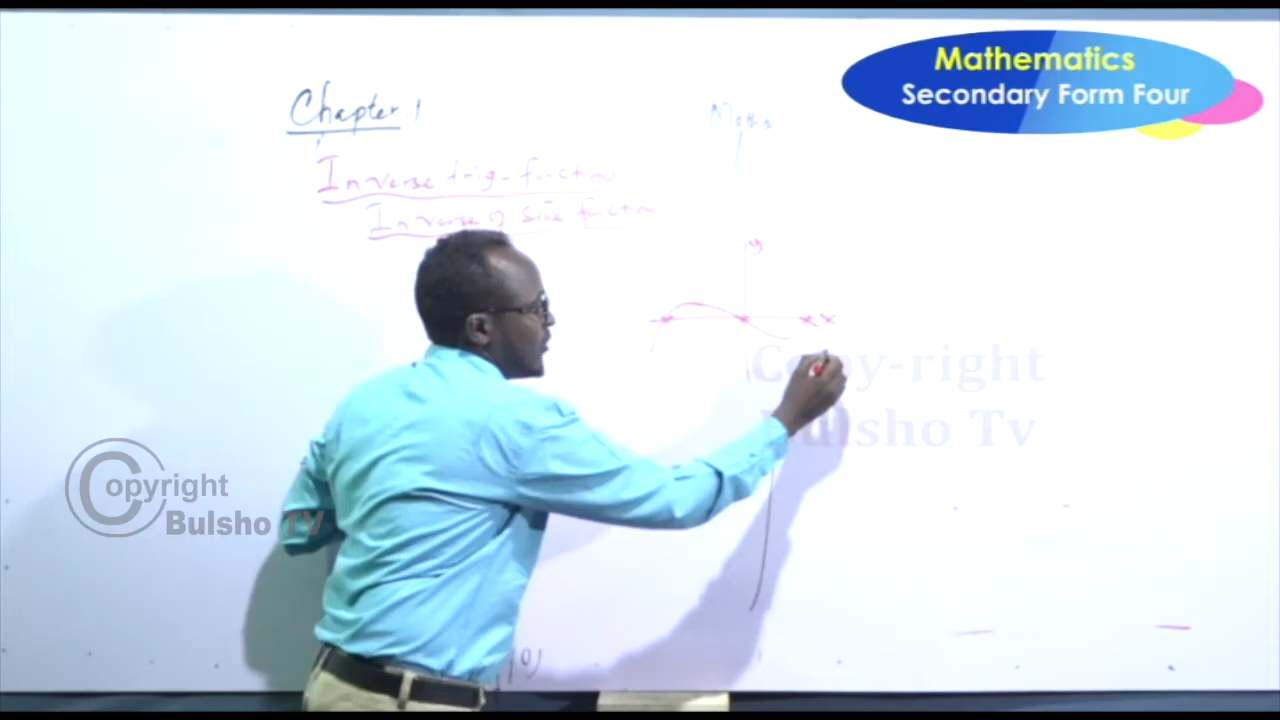 Mathematics
Secondary Form Four
Chapter 1
Maths
Inverse trig-function
Inverse of sine function
y
x
Copy-right
Bulsho Tv
Copyright
Bulsho TV